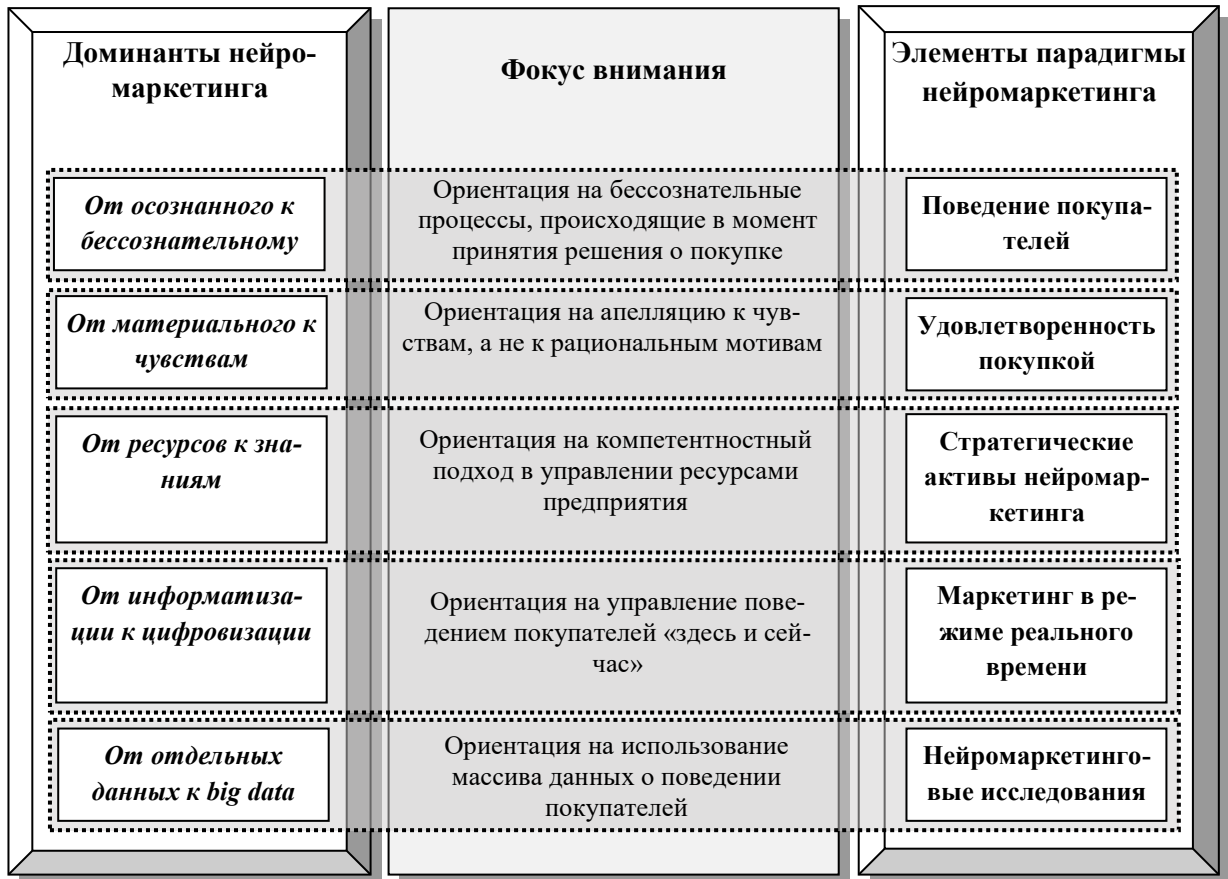 Доминанты нейро-
маркетинга
Фокус внимания
Элементы парадигмы
нейромаркетинга
От осознанного к
бессознательному
Ориентация на бессознательные
процессы, происходящие в момент
принятия решения о покупке
Поведение покупа-
телей
От материального к
чувствам
Ориентация на апелляцию к чув-
ствам, а не к рациональным мотивам
Удовлетворенность
покупкой
От ресурсов к зна-
ниям
Ориентация на компетентностный
подход в управлении ресурсами
предприятия
Стратегические
активы нейромар-
кетинга
От информатиза-
ции к цифровизации
Ориентация на управление пове-
дением покупателей «здесь и сей-
час»
Маркетинг в ре-
жиме реального
времени
От отдельных
данных к big data
Ориентация на использование
массива данных о поведении
покупателей
Нейромаркетинго-
вые исследования